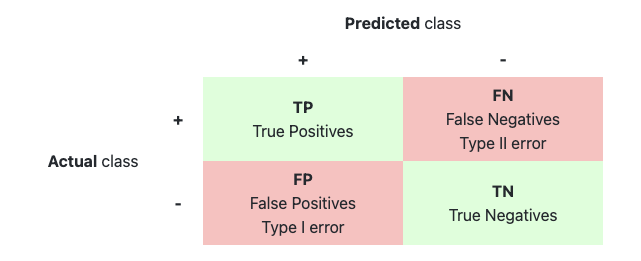 Predicted class
+ -
TP
True Positives
FN
False Negatives
Type II error
+
Actual class
-
FP
False Positives
Type I error
TN
True Negatives